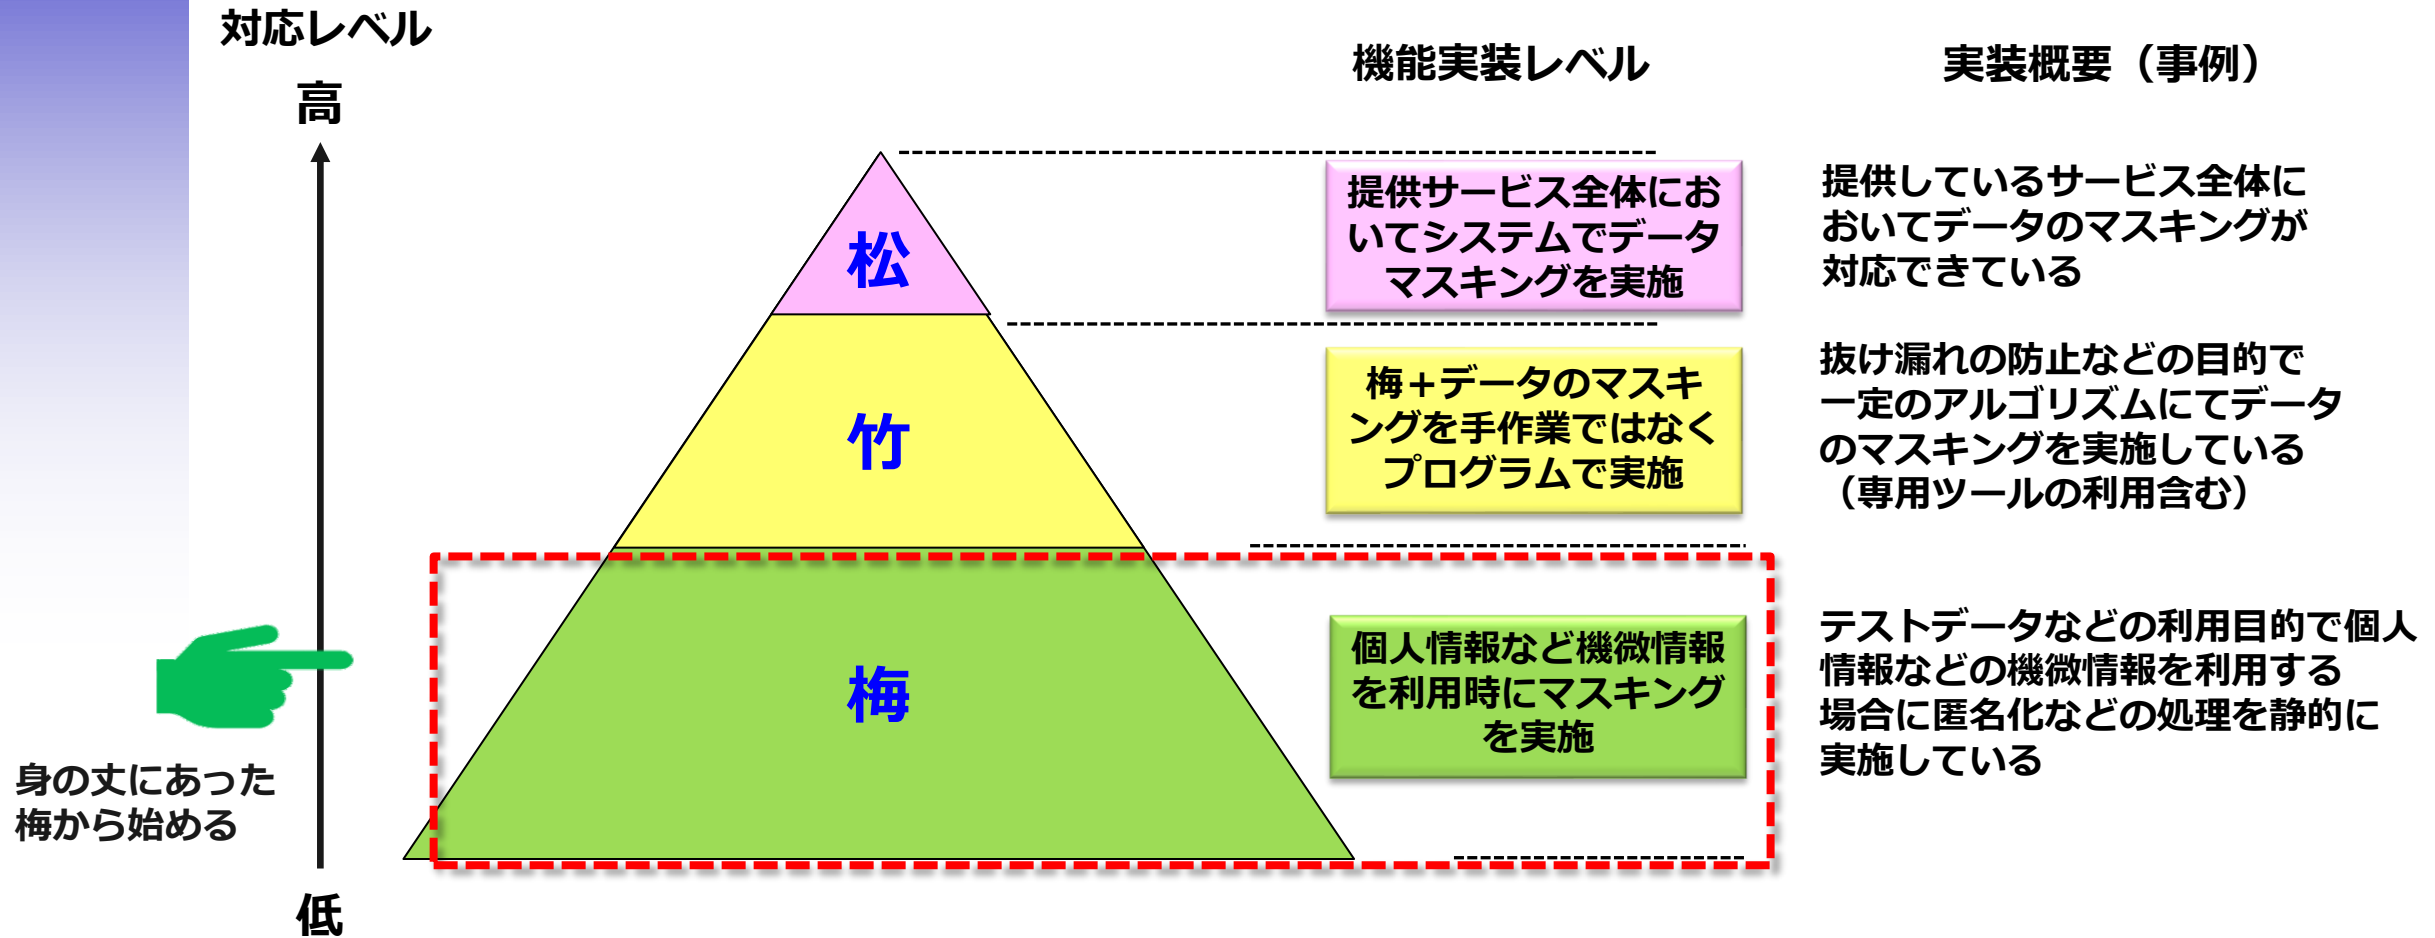 対応レベル
高
機能実装レベル
実装概要（事例）
松
提供サービス全体にお
いてシステムでデータ
マスキングを実施
提供しているサービス全体に
おいてデータのマスキングが
対応できている
竹
梅+データのマスキ
ングを手作業ではなく
プログラムで実施
抜け漏れの防止などの目的で
一定のアルゴリズムにてデータ
のマスキングを実施している
（専用ツールの利用含む）
梅
個人情報など機微情報
を利用時にマスキング
を実施
テストデータなどの利用目的で個人
情報などの機微情報を利用する
場合に匿名化などの処理を静的に
実施している
身の丈にあった
梅から始める
低